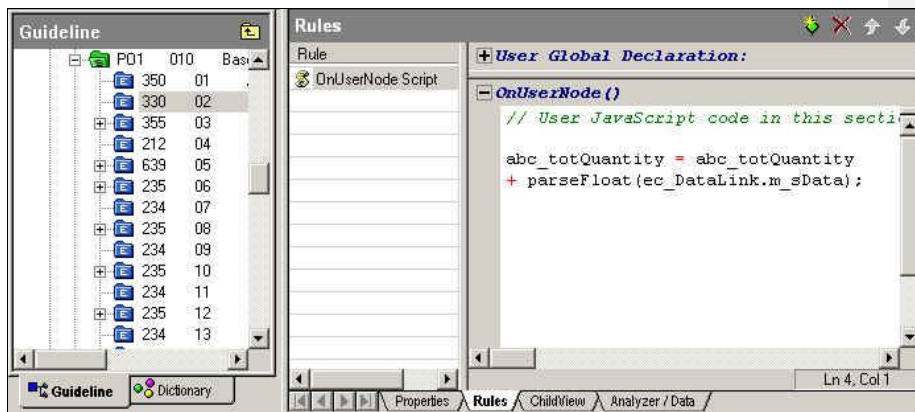 Guideline
PO1 010 Basi
350 01
330 02
355 03
212 04
639 05
235 06
234 07
235 08
234 09
235 10
234 11
235 12
234 13
Guideline Dictionary
Rules
Rule
OnUserNode Script
User Global Declaration:
OnUserNode()
// User JavaScript code in this secti
abc_totQuantity = abc_totQuantity
+ parseFloat(ec_DataLink.m_sData);
Ln 4, Col 1
Properties Rules ChildView Analyzer / Data